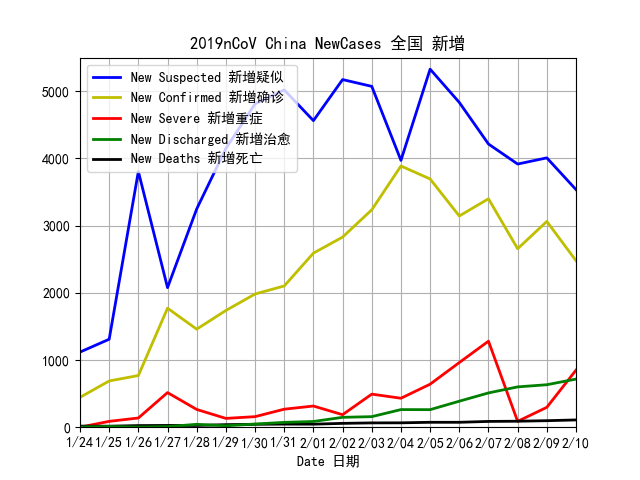 2019nCoV China NewCases 全国 新增
New Suspected 新增疑似
New Confirmed 新增确诊
New Severe 新增重症
New Discharged 新增治愈
New Deaths 新增死亡
5000
4000
3000
2000
1000
0
1/24 1/25 1/26 1/27 1/28 1/29 1/30 1/31 2/01 2/02 2/03 2/04 2/05 2/06 2/07 2/08 2/09 2/10
Date 日期